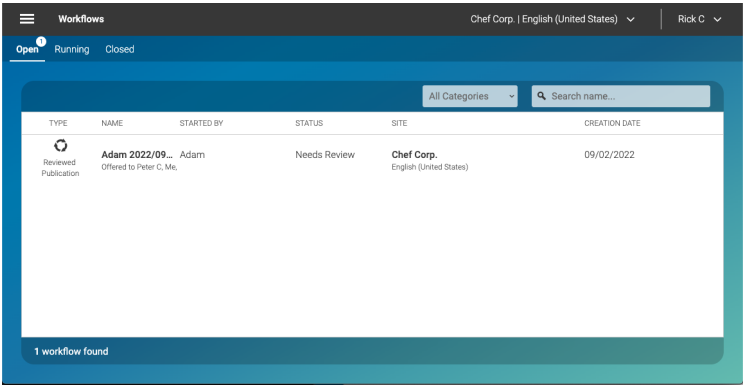 Workflows
Chef Corp. | English (United States)
Rick C
Open 1
Running
Closed
All Categories
Search name...
TYPE NAME STARTED BY STATUS SITE CREATION DATE
Reviewed Publication
Adam 2022/09... Adam Needs Review Chef Corp. 09/02/2022
Offered to Peter C, Me, English (United States)
1 workflow found